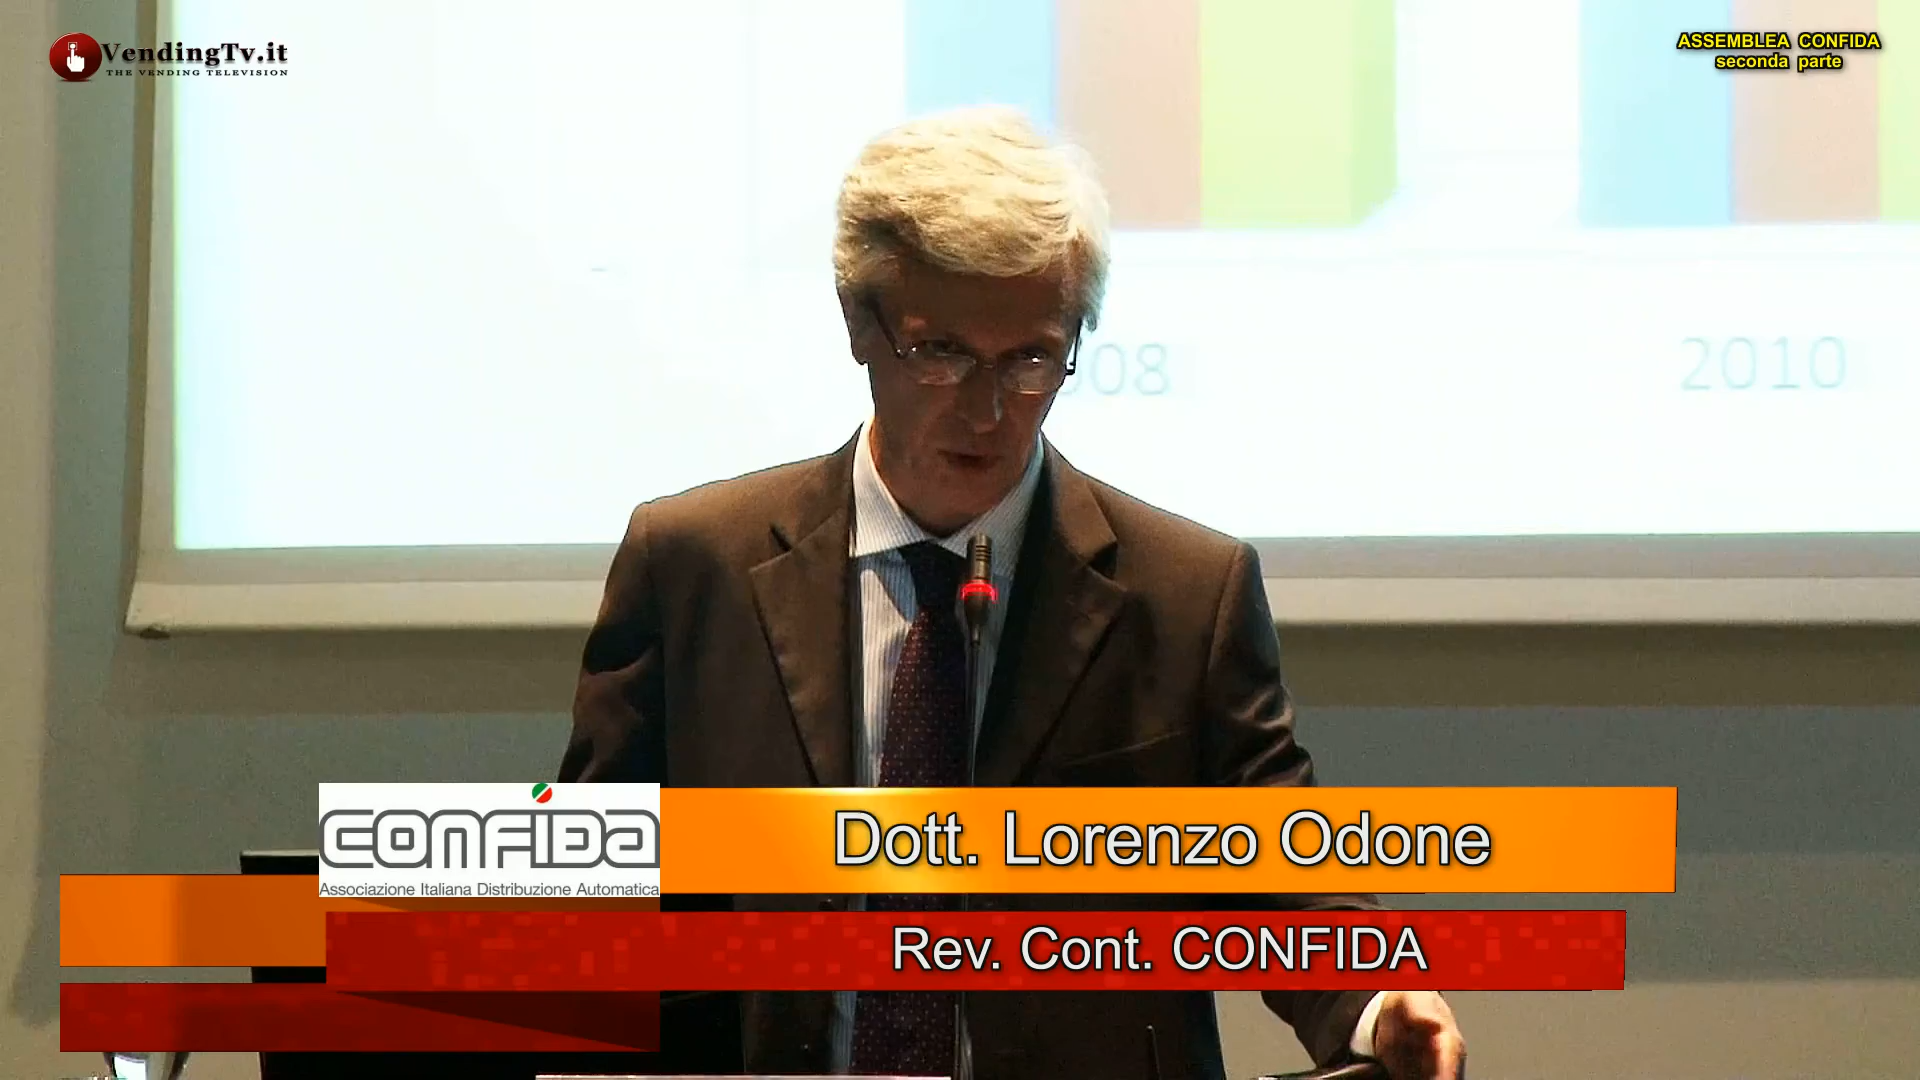 VendingTv.it
THE VENDING TELEVISION
ASSEMBLEA CONFIDA
seconda parte
08
2010
CONFIDA
Associazione Italiana Distribuzione Automatica
Dott. Lorenzo Odone
Rev. Cont. CONFIDA